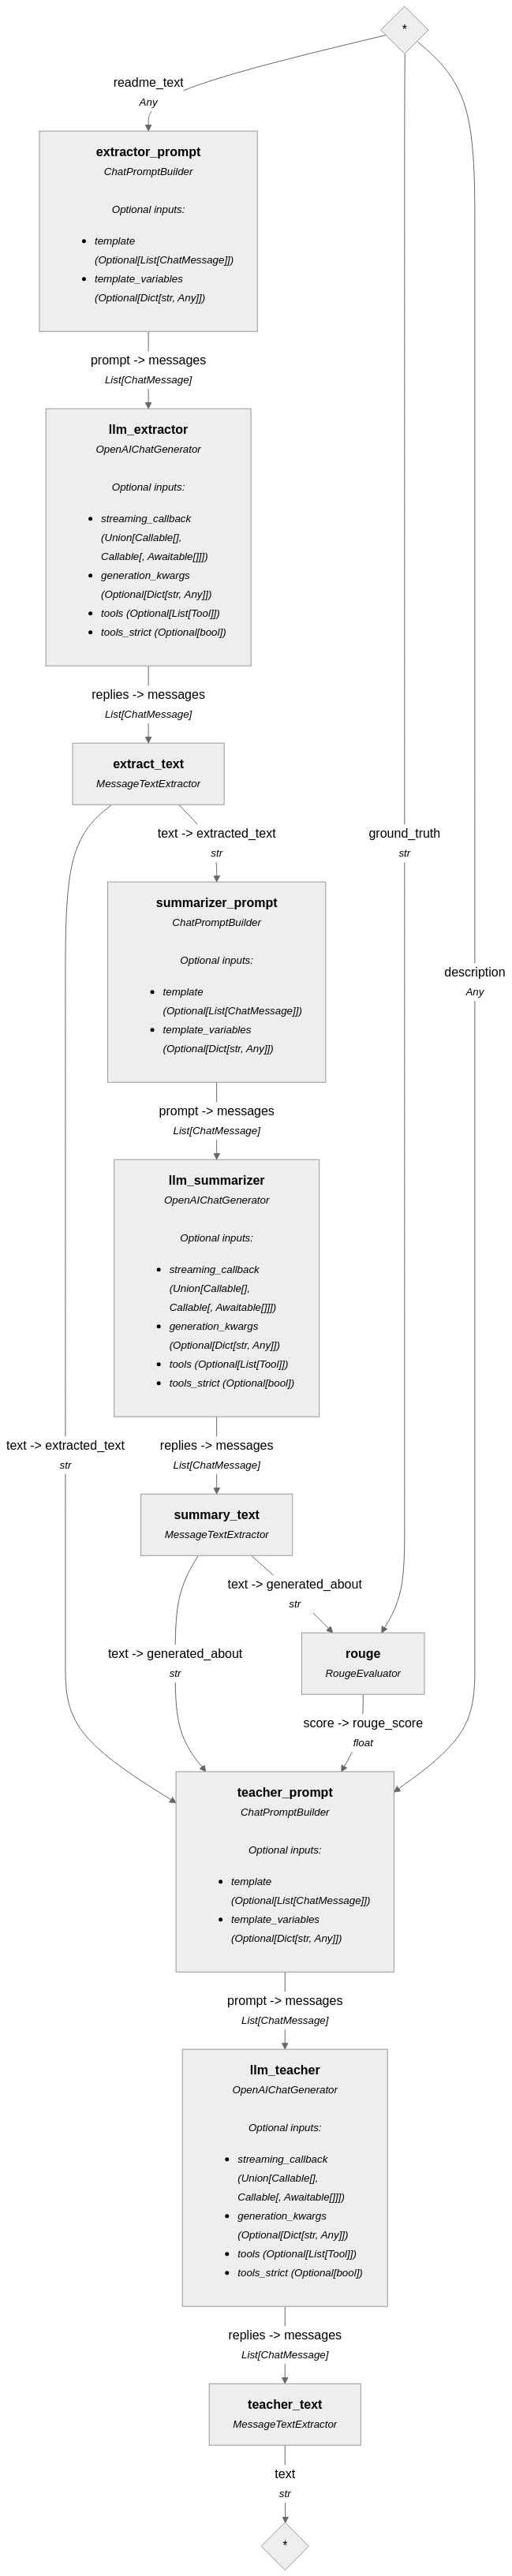 *
readme_text
Any
extractor_prompt
ChatPromptBuilder
Optional inputs:
template
(Optional[List[ChatMessage]])
template_variables
(Optional[Dict[str, Any]])
prompt -> messages
List[ChatMessage]
llm_extractor
OpenAIChatGenerator
Optional inputs:
streaming_callback
(Union[Callable[],
Callable[, Awaitable[]]])
generation_kwargs
(Optional[Dict[str, Any]])
tools (Optional[List[Tool]])
tools_strict (Optional[bool])
replies -> messages
List[ChatMessage]
extract_text
MessageTextExtractor
text -> extracted_text
str
ground_truth
str
summarizer_prompt
ChatPromptBuilder
Optional inputs:
template
(Optional[List[ChatMessage]])
template_variables
(Optional[Dict[str, Any]])
description
Any
prompt -> messages
List[ChatMessage]
llm_summarizer
OpenAIChatGenerator
Optional inputs:
streaming_callback
(Union[Callable[],
Callable[, Awaitable[]]])
generation_kwargs
(Optional[Dict[str, Any]])
tools (Optional[List[Tool]])
tools_strict (Optional[bool])
text -> extracted_text
str
replies -> messages
List[ChatMessage]
summary_text
MessageTextExtractor
text -> generated_about
str
text -> generated_about
str
rouge
RougeEvaluator
score -> rouge_score
float
teacher_prompt
ChatPromptBuilder
Optional inputs:
template
(Optional[List[ChatMessage]])
template_variables
(Optional[Dict[str, Any]])
prompt -> messages
List[ChatMessage]
llm_teacher
OpenAIChatGenerator
Optional inputs:
streaming_callback
(Union[Callable[],
Callable[, Awaitable[]]])
generation_kwargs
(Optional[Dict[str, Any]])
tools (Optional[List[Tool]])
tools_strict (Optional[bool])
replies -> messages
List[ChatMessage]
teacher_text
MessageTextExtractor
text
str
*